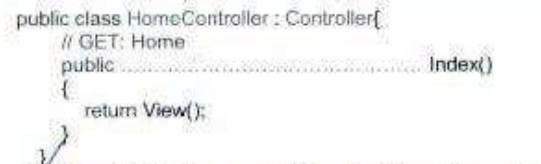 public class HomeController : Controller{
// GET: Home
public ............................................. Index()
{
return View();
}
}